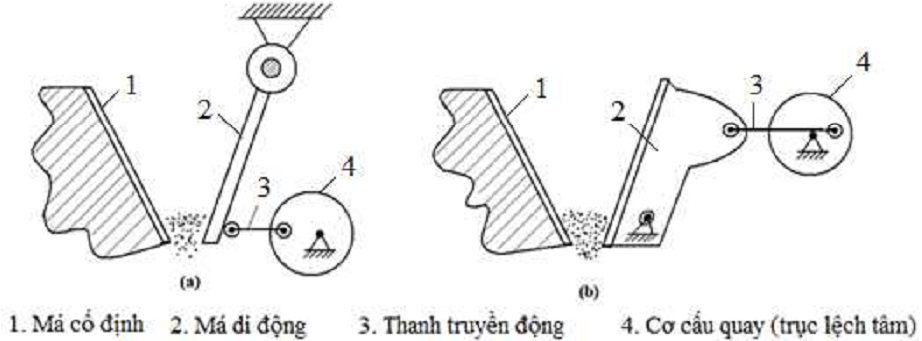 1
2
3
4
(a)
1
2
3
4
(b)
1. Má cố định 2. Má di động 3. Thanh truyền động 4. Cơ cấu quay (trục lệch tâm)